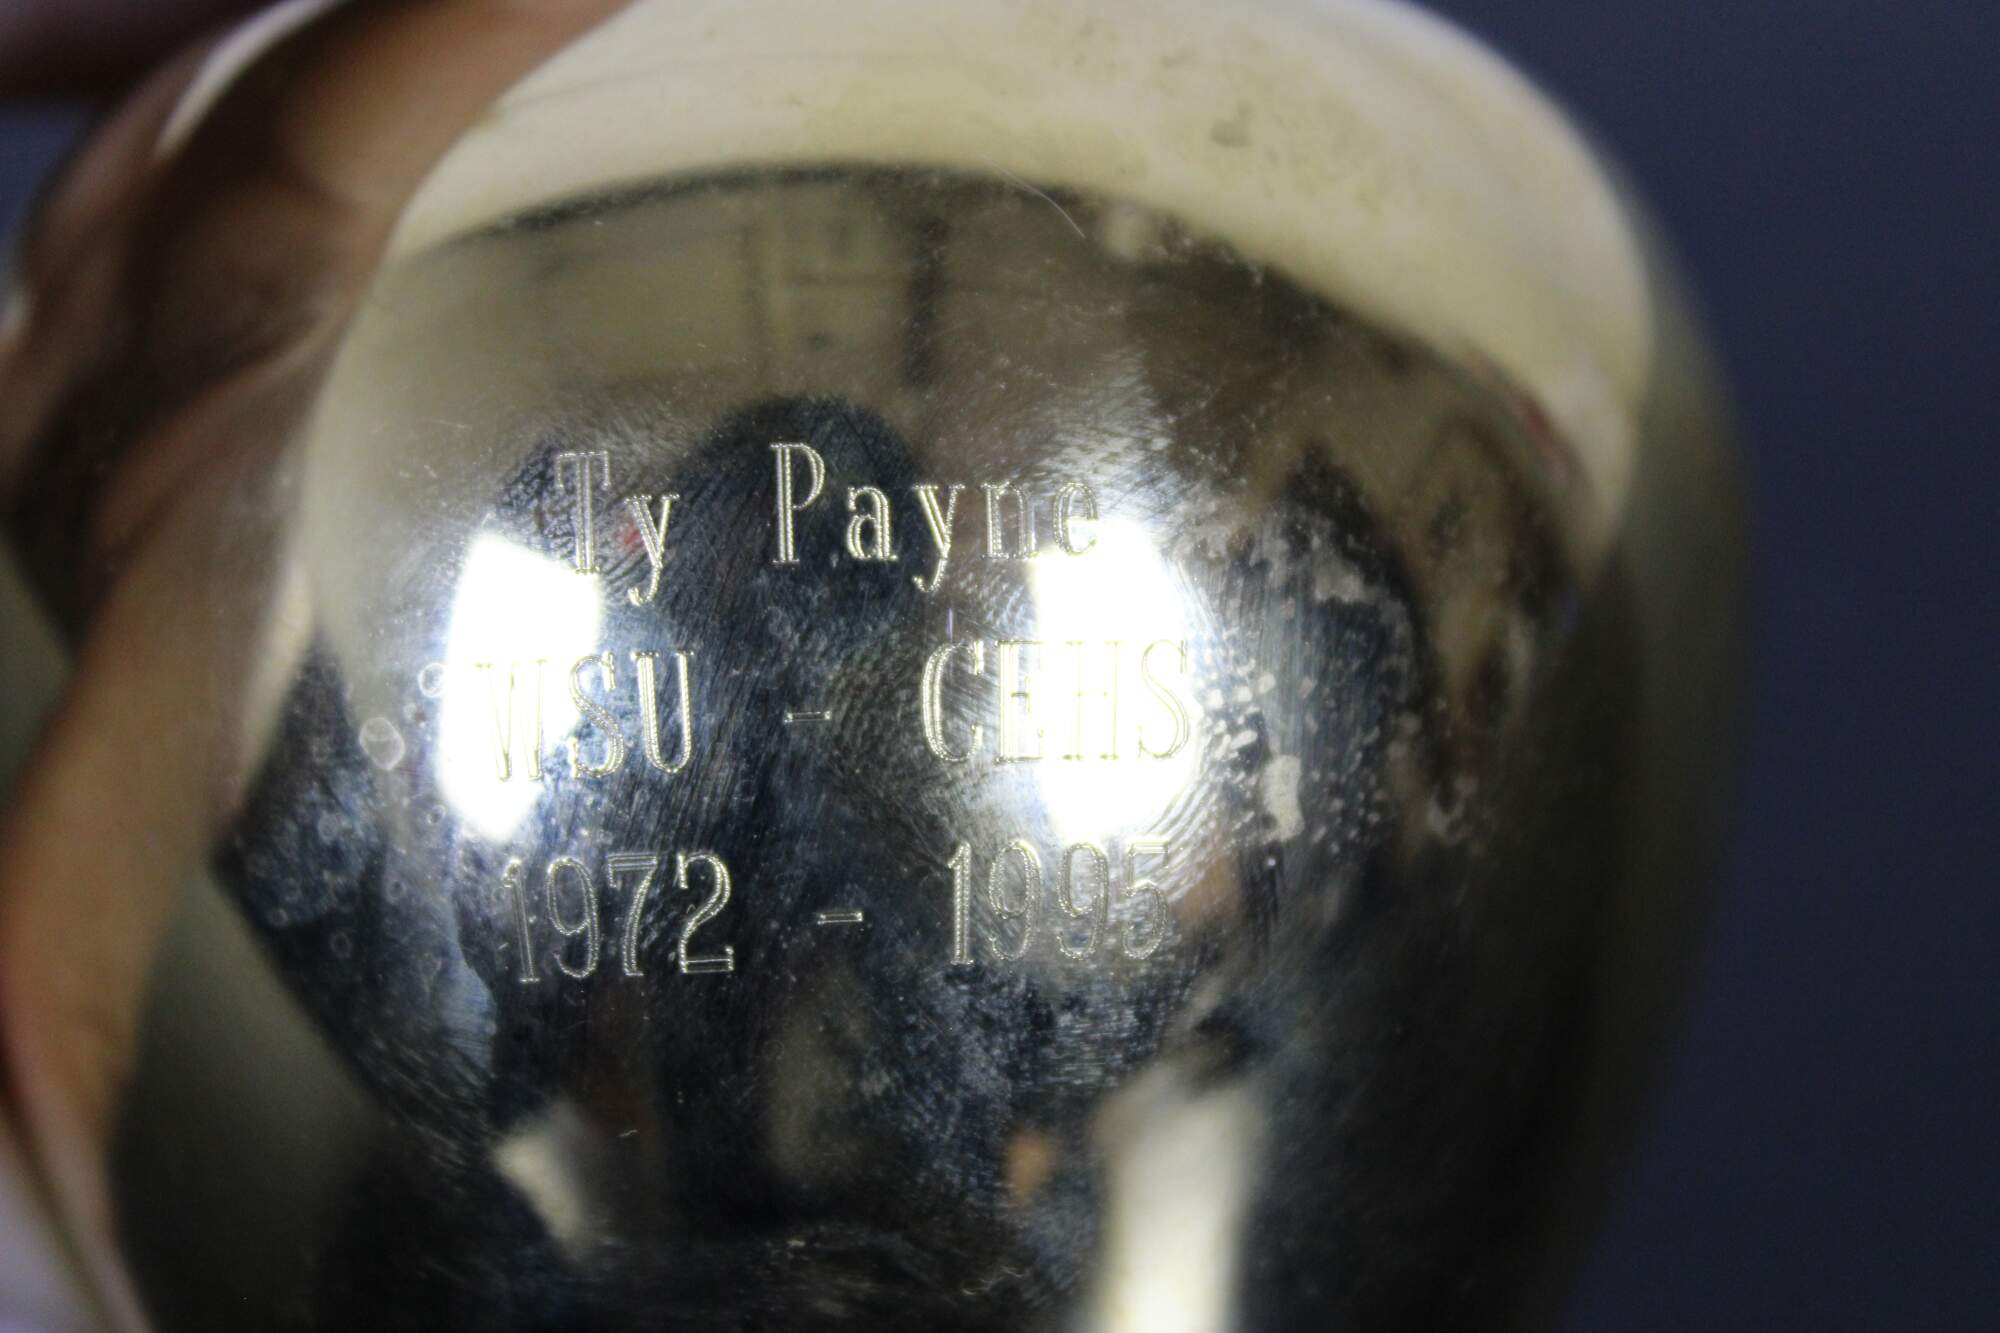 Ty Payne
WSU - CEHS
1972 - 1995